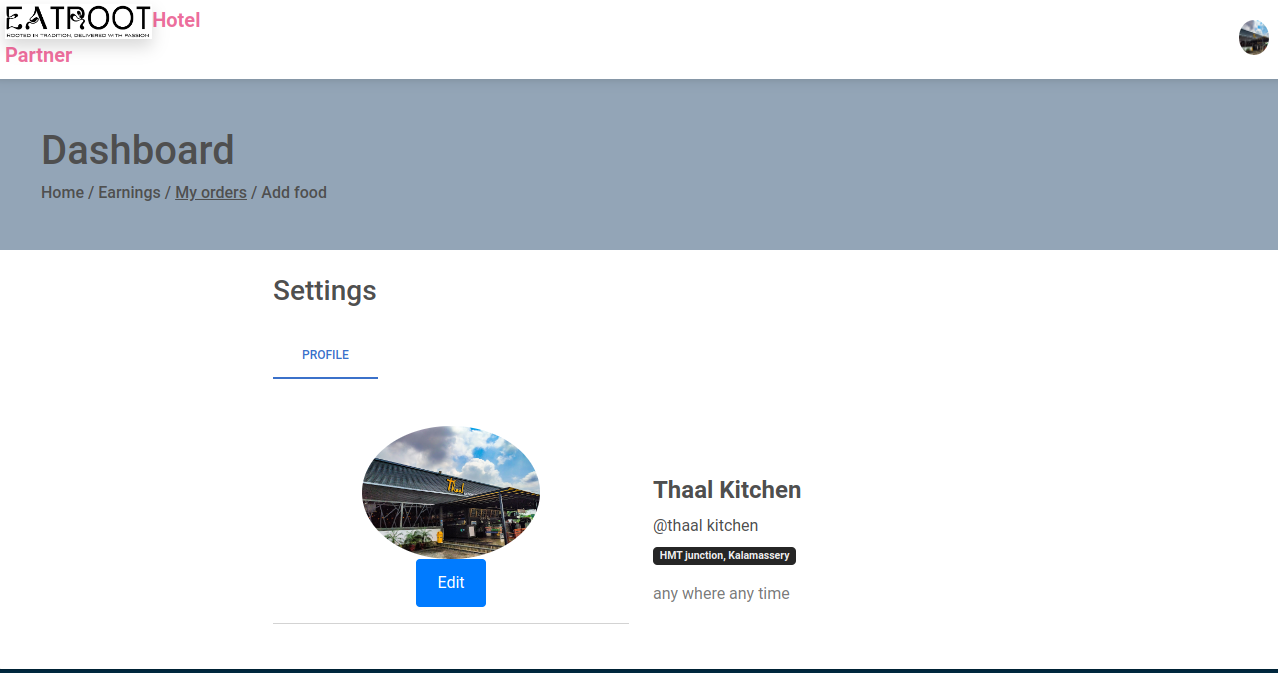 EATROOT Hotel
ROOTED IN TRADITION, DELIVERED WITH PASSION
Partner
Dashboard
Home / Earnings / My orders / Add food
Settings
PROFILE
Thaal
Thaal Kitchen
@thaal kitchen
HMT junction, Kalamassery
Edit
any where any time